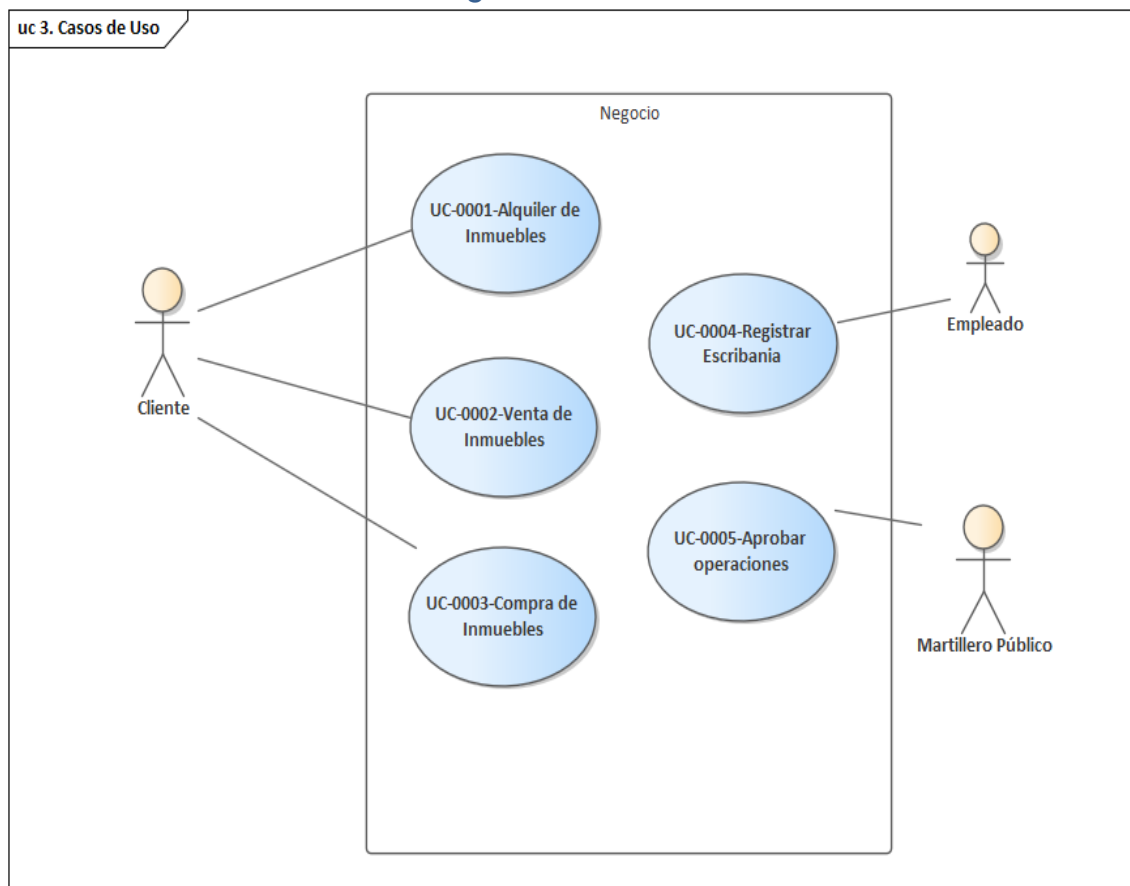 uc 3. Casos de Uso
Negocio
UC-0001-Alquiler de
Inmuebles
UC-0004-Registrar
Escribania
Empleado
Cliente
UC-0002-Venta de
Inmuebles
UC-0005-Aprobar
operaciones
UC-0003-Compra de
Inmuebles
Martillero Público